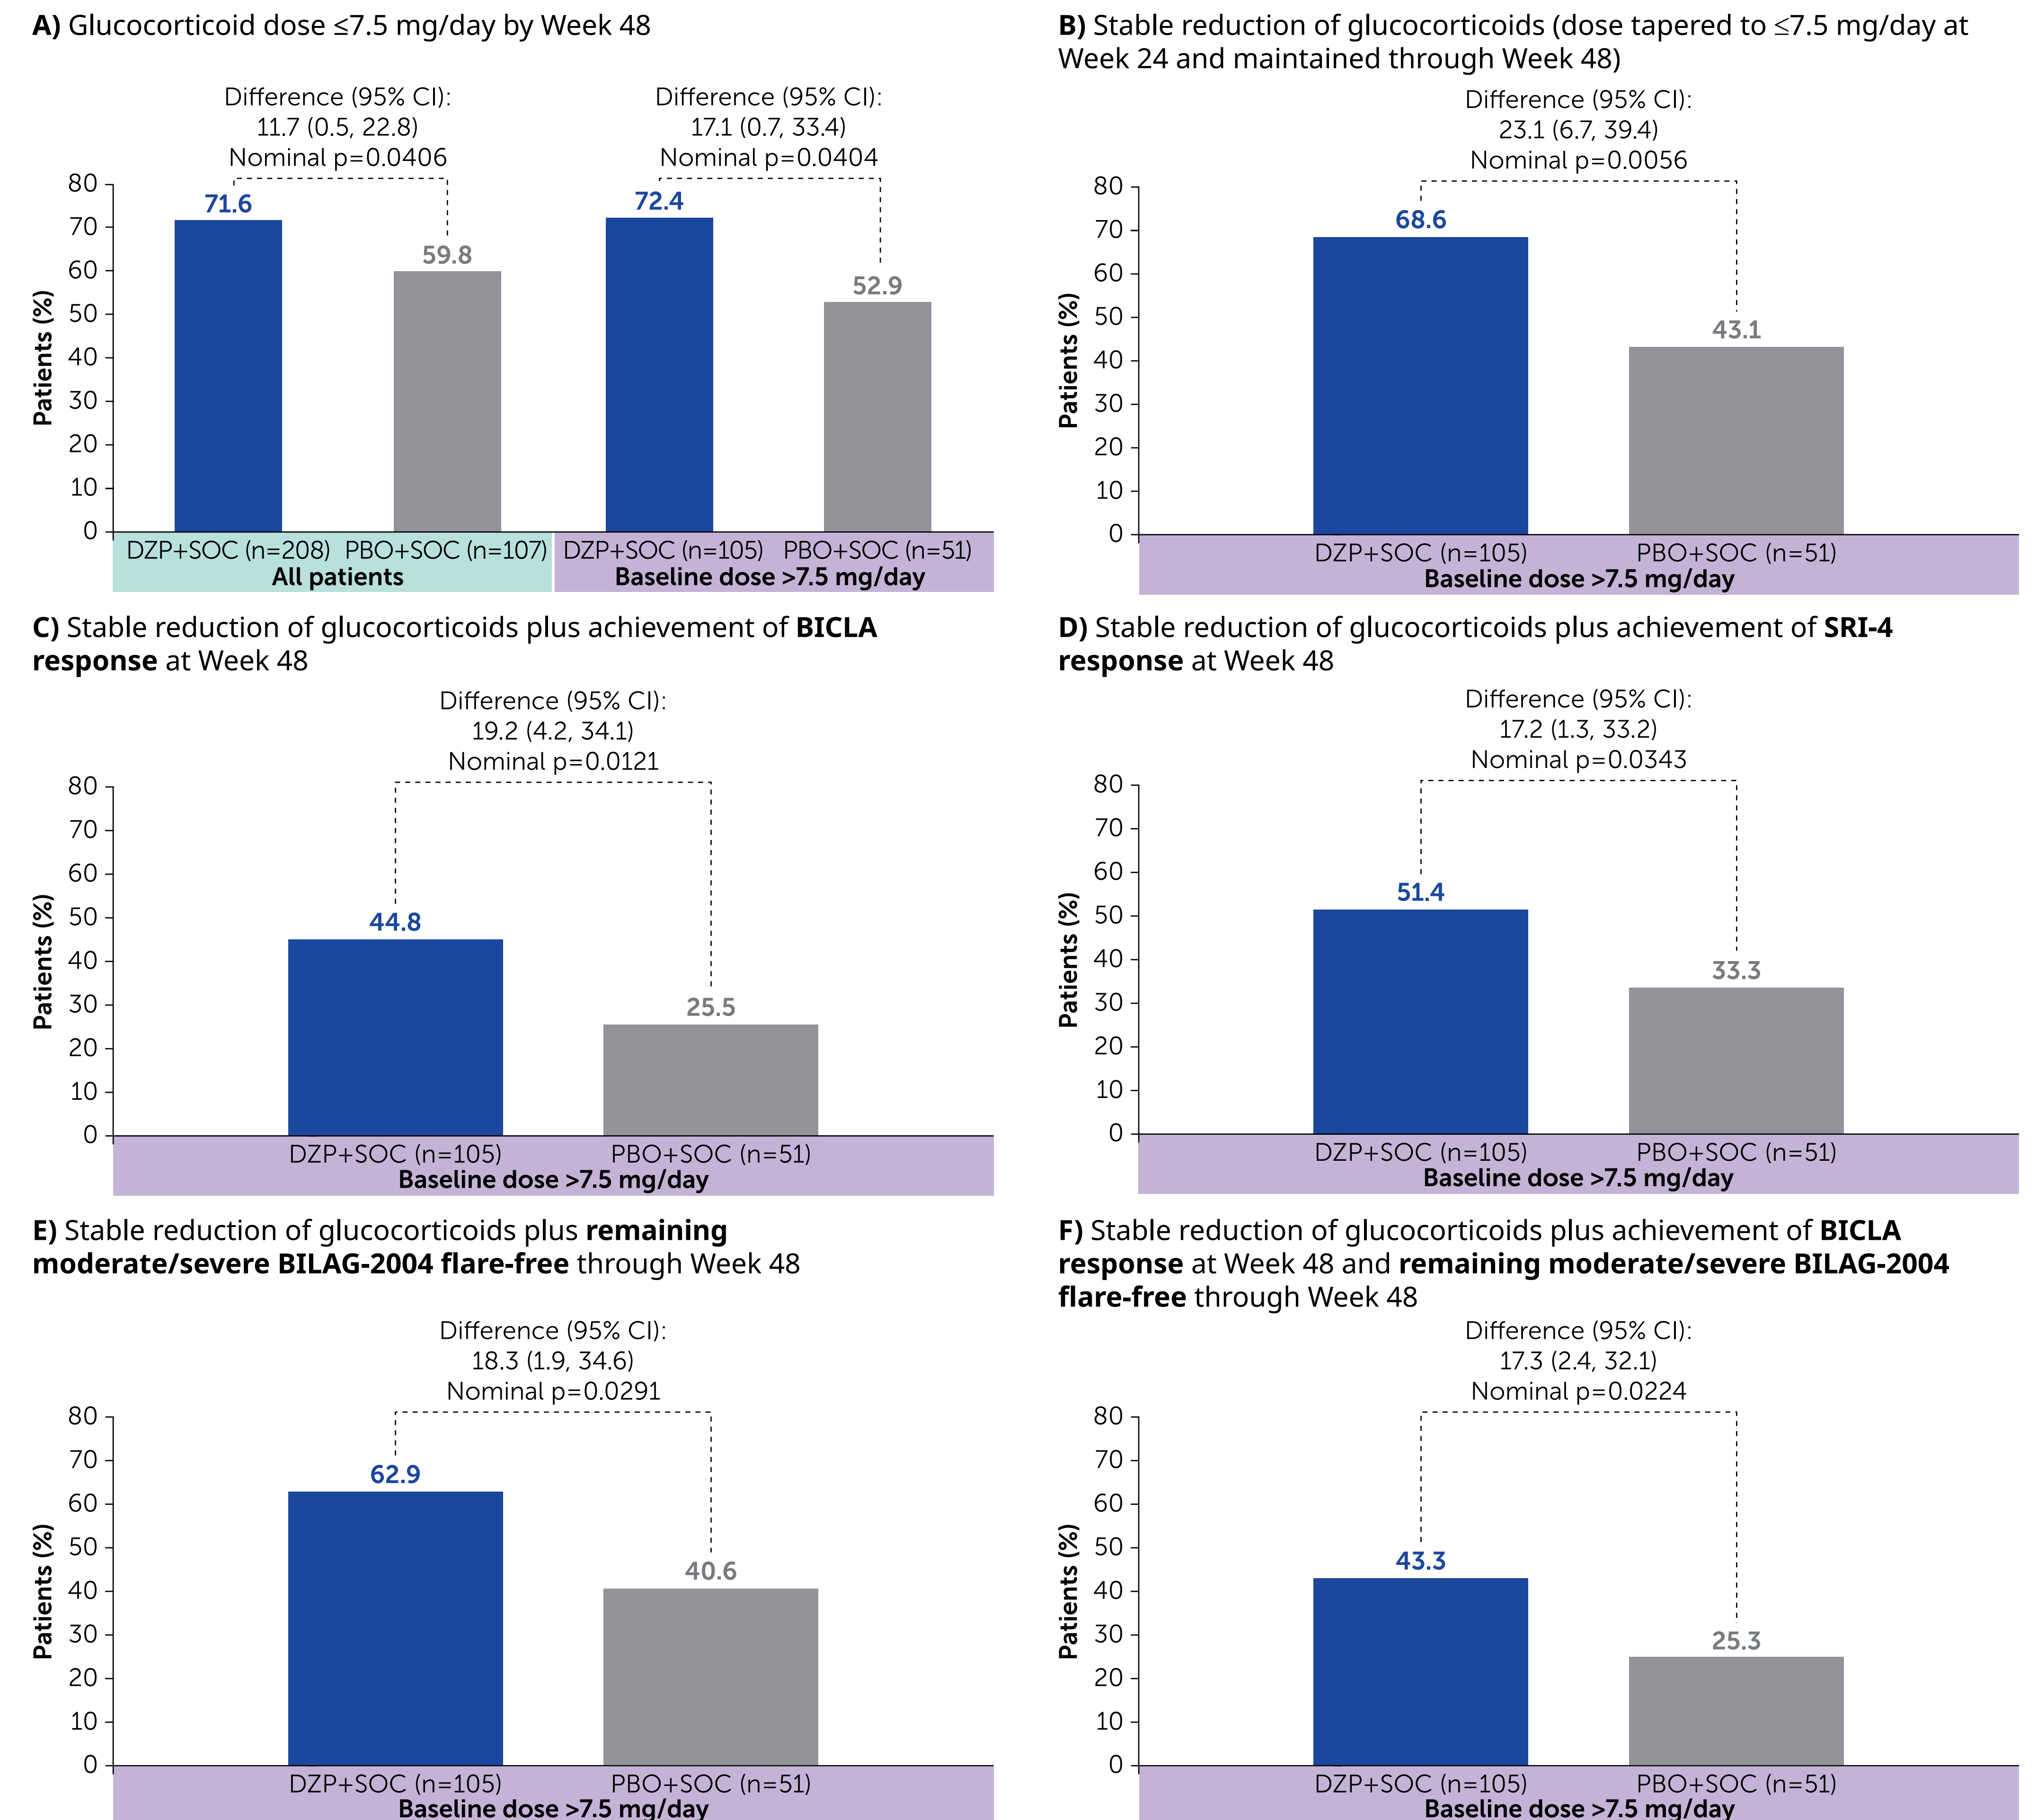 A) Glucocorticoid dose ≤7.5 mg/day by Week 48
Difference (95% CI):
11.7 (0.5, 22.8)
Nominal p=0.0406
Difference (95% CI):
17.1 (0.7, 33.4)
Nominal p=0.0404
Patients (%)
80
70
60
50
40
30
20
10
0
71.6
59.8
72.4
52.9
DZP+SOC (n=208) PBO+SOC (n=107) DZP+SOC (n=105) PBO+SOC (n=51)
All patients
Baseline dose >7.5 mg/day
B) Stable reduction of glucocorticoids (dose tapered to ≤7.5 mg/day at
Week 24 and maintained through Week 48)
Difference (95% CI):
23.1 (6.7, 39.4)
Nominal p=0.0056
Patients (%)
80
70
60
50
40
30
20
10
0
68.6
43.1
DZP+SOC (n=105) PBO+SOC (n=51)
Baseline dose >7.5 mg/day
C) Stable reduction of glucocorticoids plus achievement of BICLA
response at Week 48
Difference (95% CI):
19.2 (4.2, 34.1)
Nominal p=0.0121
Patients (%)
80
70
60
50
40
30
20
10
0
44.8
25.5
DZP+SOC (n=105) PBO+SOC (n=51)
Baseline dose >7.5 mg/day
D) Stable reduction of glucocorticoids plus achievement of SRI-4
response at Week 48
Difference (95% CI):
17.2 (1.3, 33.2)
Nominal p=0.0343
Patients (%)
80
70
60
50
40
30
20
10
0
51.4
33.3
DZP+SOC (n=105) PBO+SOC (n=51)
Baseline dose >7.5 mg/day
E) Stable reduction of glucocorticoids plus remaining
moderate/severe BILAG-2004 flare-free through Week 48
Difference (95% CI):
18.3 (1.9, 34.6)
Nominal p=0.0291
Patients (%)
80
70
60
50
40
30
20
10
0
62.9
40.6
DZP+SOC (n=105) PBO+SOC (n=51)
Baseline dose >7.5 mg/day
F) Stable reduction of glucocorticoids plus achievement of BICLA
response at Week 48 and remaining moderate/severe BILAG-2004
flare-free through Week 48
Difference (95% CI):
17.3 (2.4, 32.1)
Nominal p=0.0224
Patients (%)
80
70
60
50
40
30
20
10
0
43.3
25.3
DZP+SOC (n=105) PBO+SOC (n=51)
Baseline dose >7.5 mg/day